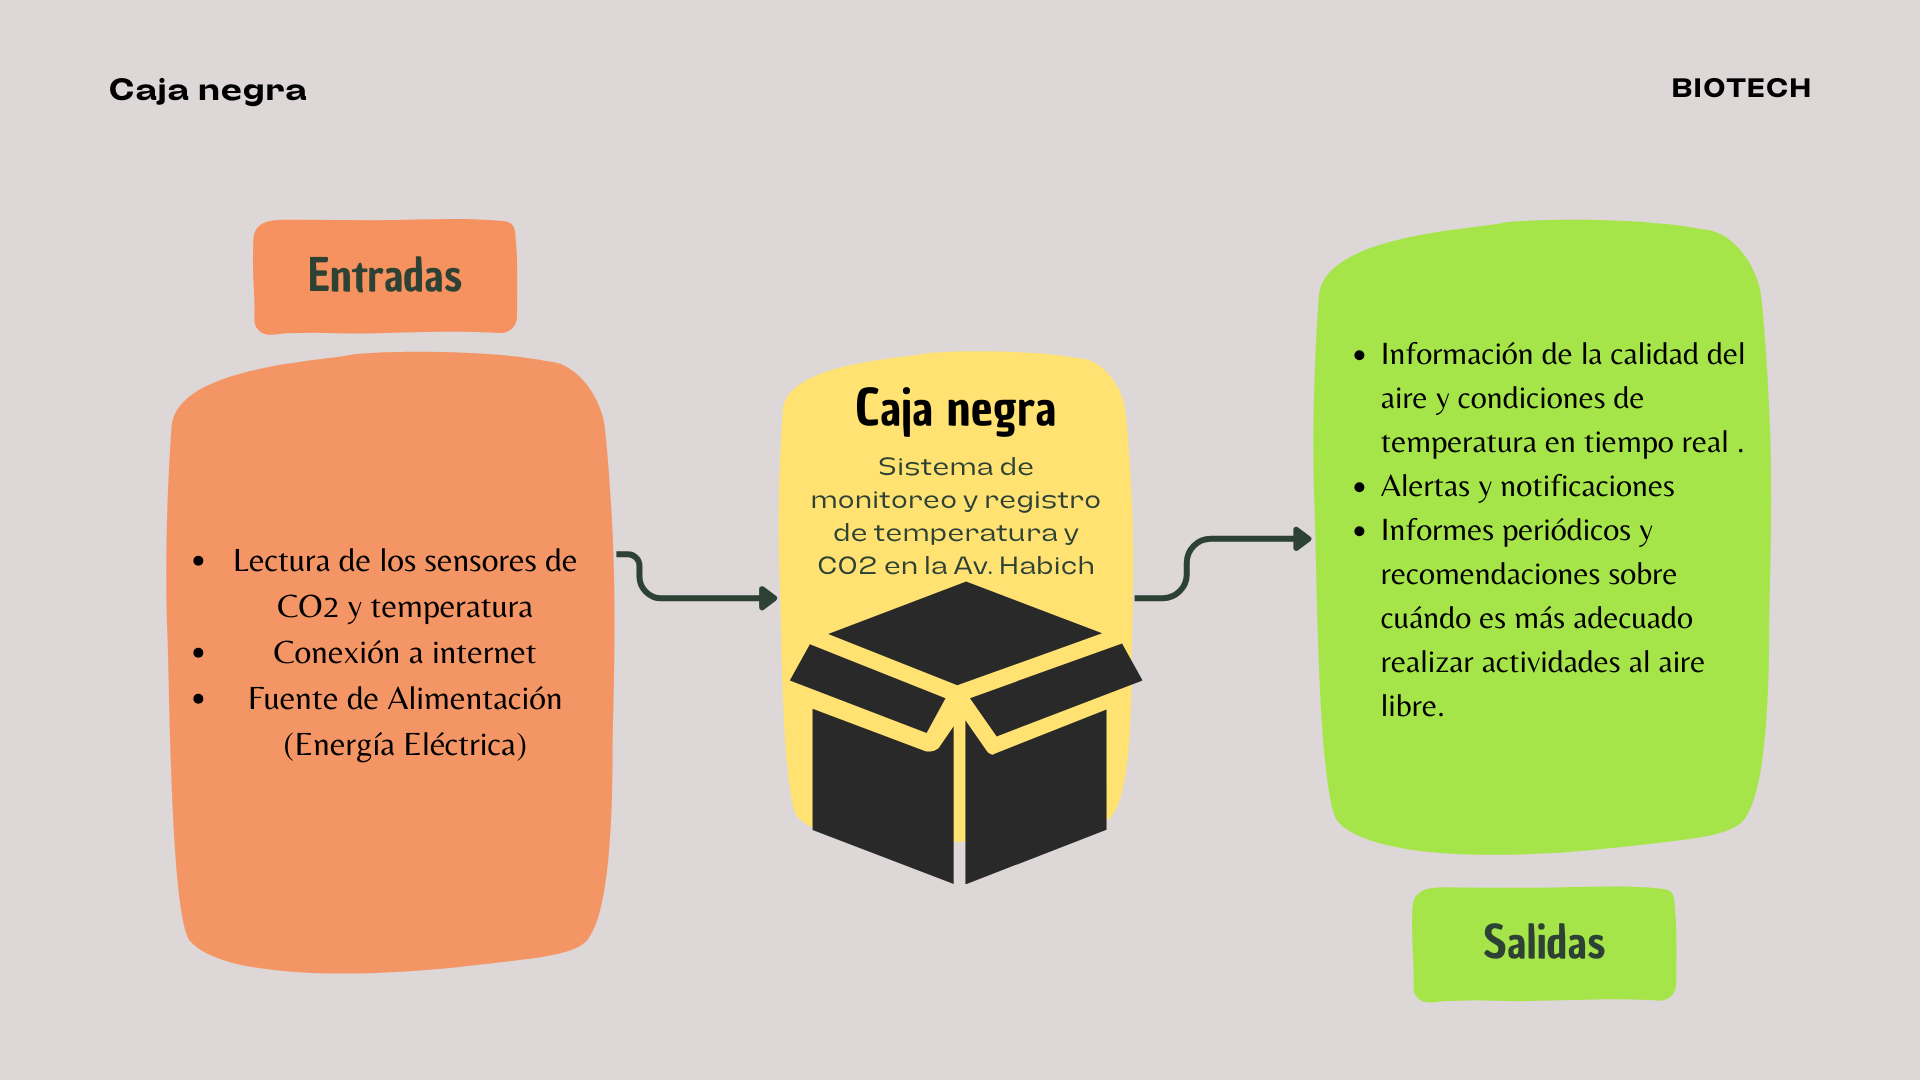 Caja negra
BIOTECH
Entradas
• Lectura de los sensores de
CO2 y temperatura
• Conexión a internet
• Fuente de Alimentación
(Energía Eléctrica)
Caja negra
Sistema de
monitoreo y registro
de temperatura y
CO2 en la Av. Habich
• Información de la calidad del
aire y condiciones de
temperatura en tiempo real .
• Alertas y notificaciones
• Informes periódicos y
recomendaciones sobre
cuándo es más adecuado
realizar actividades al aire
libre.
Salidas